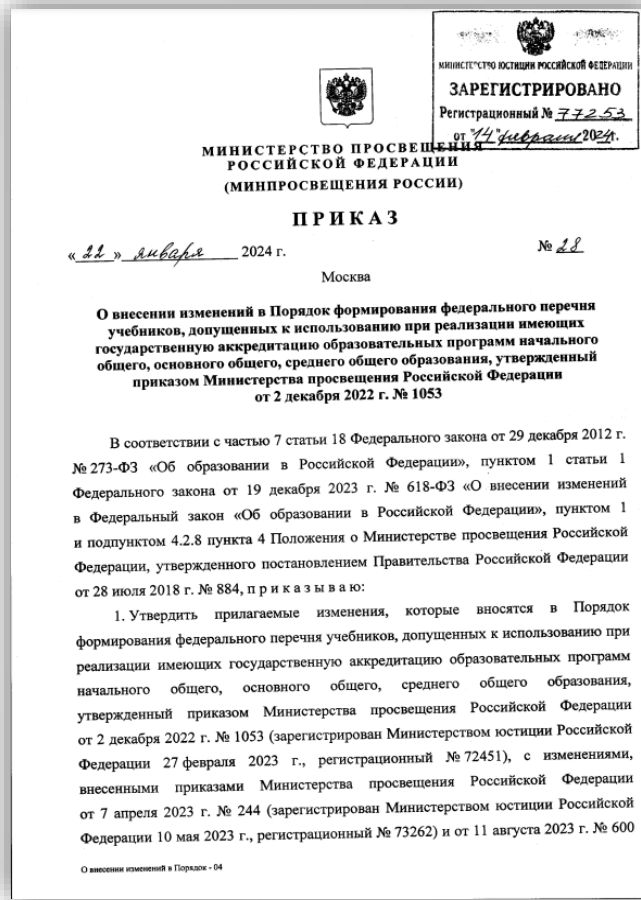 МИНИСТЕРСТВО ЮСТИЦИИ РОССИЙСКОЙ ФЕДЕРАЦИИ
ЗАРЕГИСТРИРОВАНО
Регистрационный № 77253
от "14" февраля 2024г.
МИНИСТЕРСТВО ПРОСВЕЩЕНИЯ
РОССИЙСКОЙ ФЕДЕРАЦИИ
(МИНПРОСВЕЩЕНИЯ РОССИИ)
ПРИКАЗ
« 22 » января 2024 г.
№ 28
Москва
О внесении изменений в Порядок формирования федерального перечня
учебников, допущенных к использованию при реализации имеющих
государственную аккредитацию образовательных программ начального
общего, основного общего, среднего общего образования, утвержденный
приказом Министерства просвещения Российской Федерации
от 2 декабря 2022 г. № 1053
В соответствии с частью 7 статьи 18 Федерального закона от 29 декабря 2012 г.
№ 273-ФЗ «Об образовании в Российской Федерации», пунктом 1 статьи 1
Федерального закона от 19 декабря 2023 г. № 618-ФЗ «О внесении изменений
в Федеральный закон «Об образовании в Российской Федерации», пунктом 1
и подпунктом 4.2.8 пункта 4 Положения о Министерстве просвещения Российской
Федерации, утвержденного постановлением Правительства Российской Федерации
от 28 июля 2018 г. № 884, п р и к а з ы в а ю:
1. Утвердить прилагаемые изменения, которые вносятся в Порядок
формирования федерального перечня учебников, допущенных к использованию при
реализации имеющих государственную аккредитацию образовательных программ
начального общего, основного общего, среднего общего образования,
утвержденный приказом Министерства просвещения Российской Федерации
от 2 декабря 2022 г. № 1053 (зарегистрирован Министерством юстиции Российской
Федерации 27 февраля 2023 г., регистрационный № 72451), с изменениями,
внесенными приказами Министерства просвещения Российской Федерации
от 7 апреля 2023 г. № 244 (зарегистрирован Министерством юстиции Российской
Федерации 10 мая 2023 г., регистрационный № 73262) и от 11 августа 2023 г. № 600
О внесении изменений в Порядок - 04